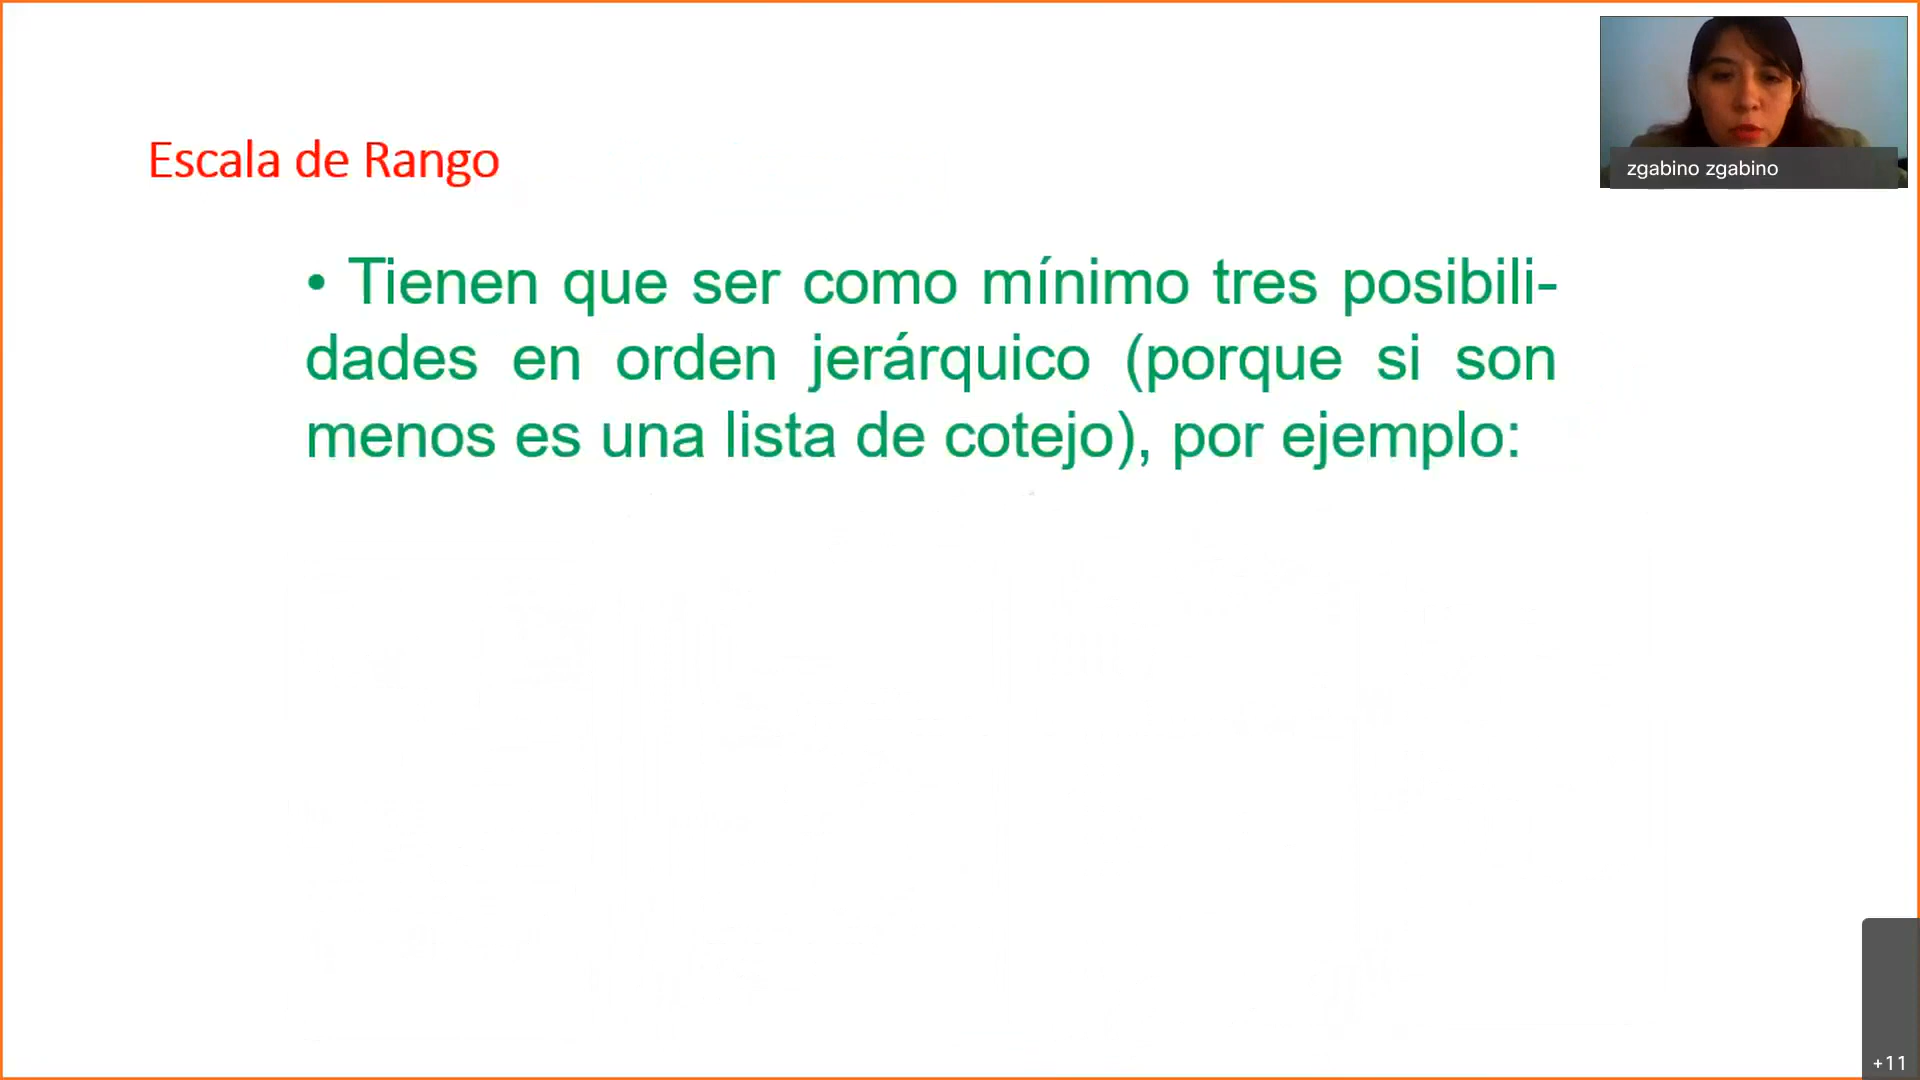 zgabino zgabino
Escala de Rango
• Tienen que ser como mínimo tres posibili-
dades en orden jerárquico (porque si son
menos es una lista de cotejo), por ejemplo:
+11